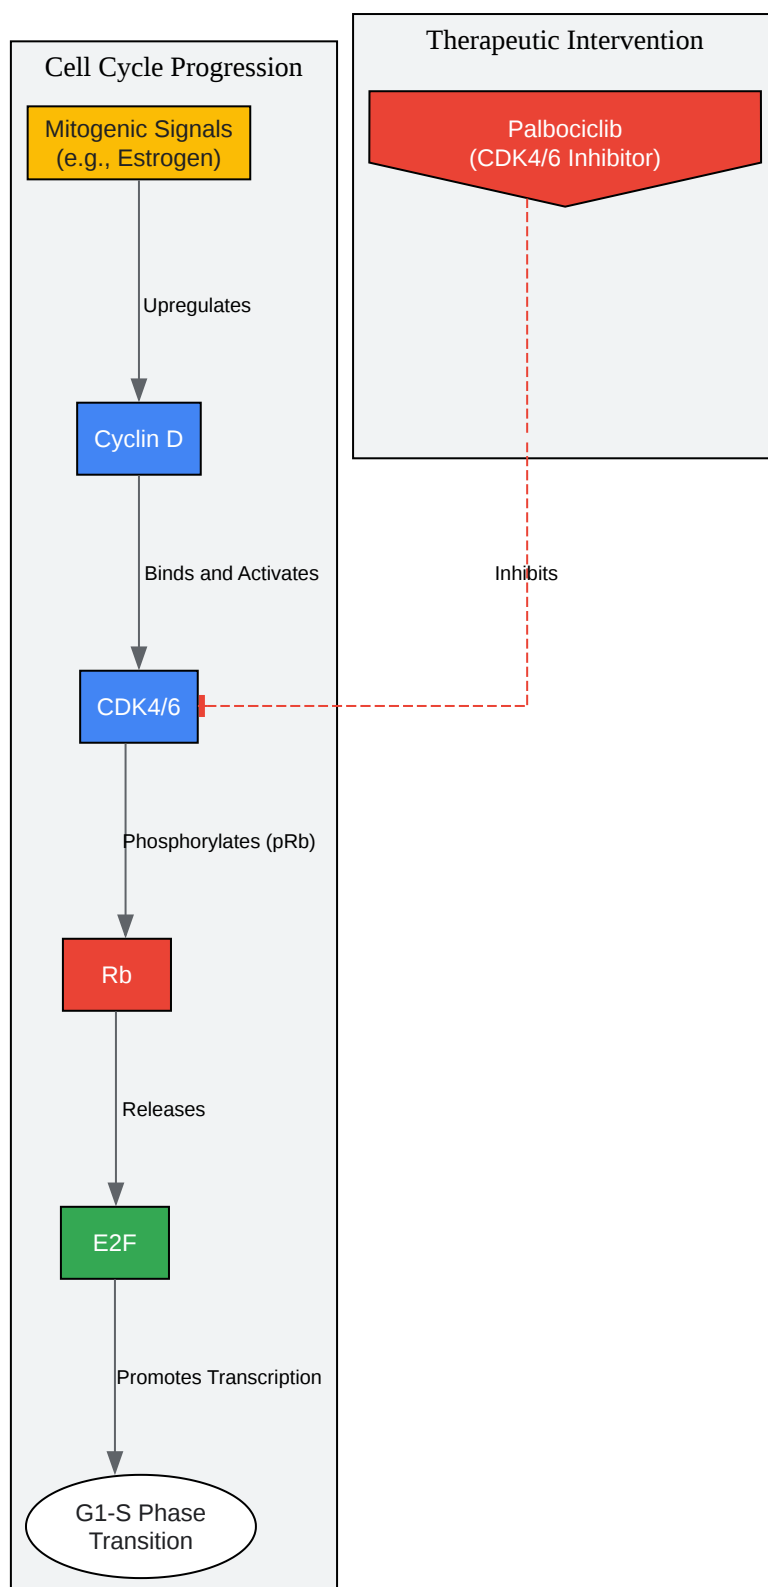 Cell Cycle Progression
Mitogenic Signals
(e.g., Estrogen)
Upregulates
Cyclin D
Binds and Activates
CDK4/6
Phosphorylates (pRb)
Rb
Releases
E2F
Promotes Transcription
G1-S Phase
Transition
Therapeutic Intervention
Palbociclib
(CDK4/6 Inhibitor)
Inhibits